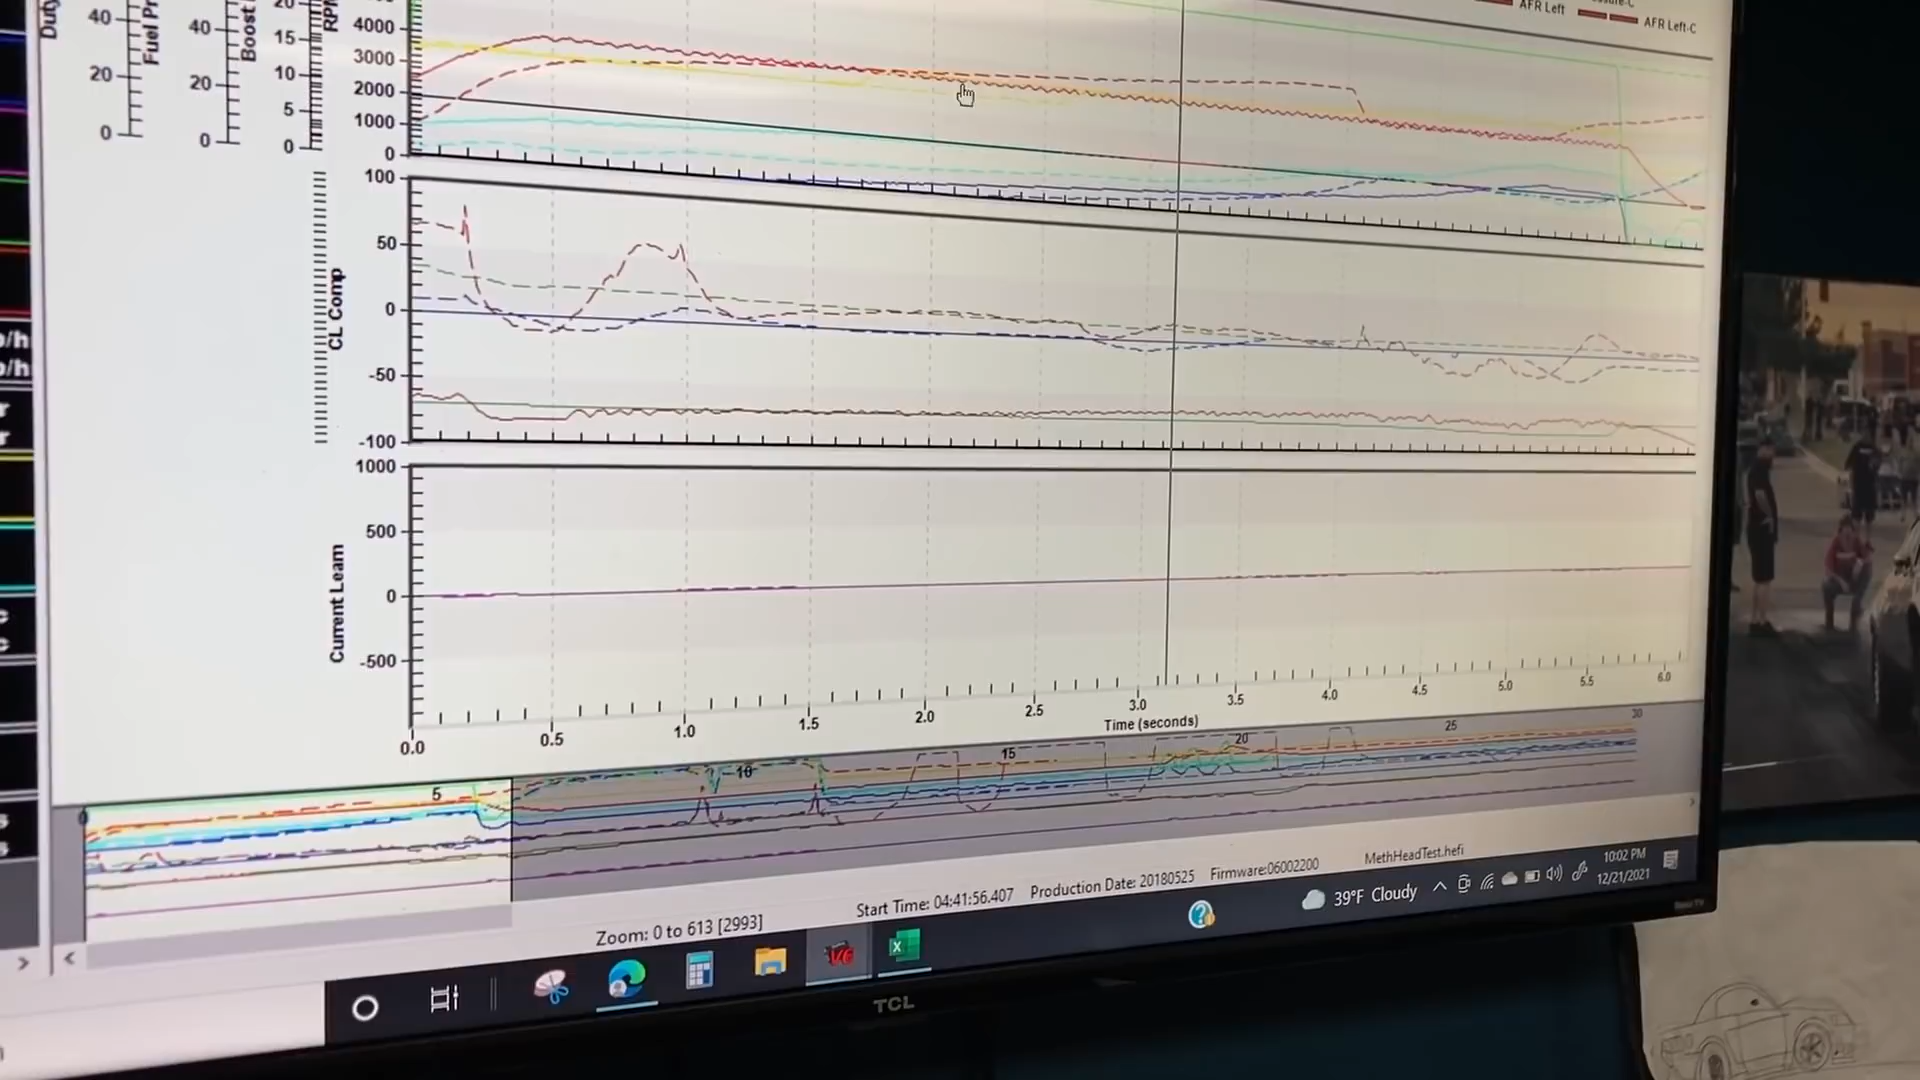 AFR Left
AFR Left-C
Duty
Fuel Pr
Boost
RPM
40
20
0
40
20
0
20
15
10
5
0
4000
3000
2000
1000
0
100
50
0
-50
-100
CL Comp
1000
500
0
-500
Current Learn
0.0 0.5 1.0 1.5 2.0 2.5 3.0 3.5 4.0 4.5 5.0 5.5 6.0
Time (seconds)
0 5 10 15 20 25 30
Zoom: 0 to 613 [2993]
Start Time: 04:41:56.407
Production Date: 20180525
Firmware:06002200
MethHeadTest.hefi
39°F Cloudy
10:02 PM
12/21/2021
TCL